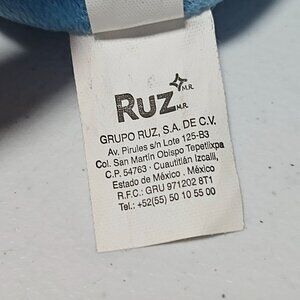 RUZ M.R.
M.R.
GRUPO RUZ, S.A. DE C.V.
Av. Pirules s/n Lote 125-B3
Col. San Martin Obispo Tepetlixpa
C.P. 54763 · Cuautitlán Izcalli,
Estado de México . México
R.F.C.: GRU 971202 8T1
Tel.: +52(55) 50 10 55 00